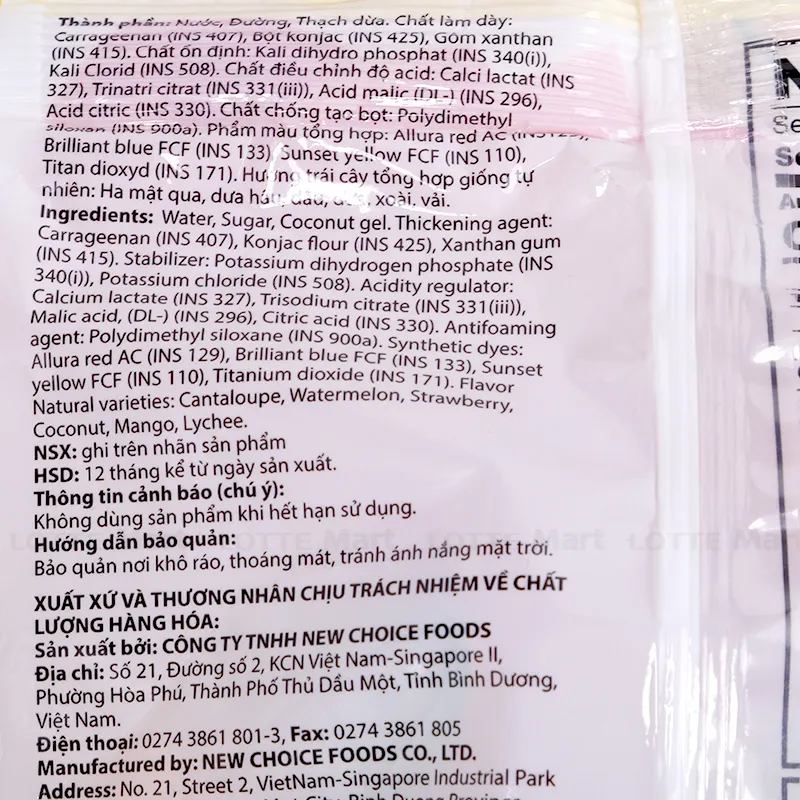 Thành phần: Nước, Đường, Thạch dừa. Chất làm dày:
Carrageenan (INS 407), Bột konjac (INS 425), Gôm xanthan
(INS 415). Chất ổn định: Kali dihydro phosphat (INS 340(i)),
Kali Clorid (INS 508). Chất điều chỉnh độ acid: Calci lactat (INS
327), Trinatri citrat (INS 331(iii)), Acid malic (DL-) (INS 296),
Acid citric (INS 330). Chất chống tạo bọt: Polydimethyl
siloxan (INS 900a). Phẩm màu tổng hợp: Allura red AC
Brilliant blue FCF (INS 133), Sunset yellow FCF (INS 110),
Titan dioxyd (INS 171). Hương trái cây tổng hợp giống tự
nhiên: Ha mật qua, dưa hấu, dâu, dừa, xoài, vải.
Ingredients: Water, Sugar, Coconut gel. Thickening agent:
Carrageenan (INS 407), Konjac flour (INS 425), Xanthan gum
(INS 415). Stabilizer: Potassium dihydrogen phosphate (INS
340(i)), Potassium chloride (INS 508). Acidity regulator:
Calcium lactate (INS 327), Trisodium citrate (INS 331(iii)),
Malic acid, (DL-) (INS 296), Citric acid (INS 330). Antifoaming
agent: Polydimethyl siloxane (INS 900a). Synthetic dyes:
Allura red AC (INS 129), Brilliant blue FCF (INS 133), Sunset
yellow FCF (INS 110), Titanium dioxide (INS 171). Flavor
Natural varieties: Cantaloupe, Watermelon, Strawberry,
Coconut, Mango, Lychee.
NSX: ghi trên nhãn sản phẩm
HSD: 12 tháng kể từ ngày sản xuất.
Thông tin cảnh báo (chú ý):
Không dùng sản phẩm khi hết hạn sử dụng.
LOTTE Mart LOTTE Mart LOTTE Mart LOTTE Mart
Hướng dẫn bảo quản:
Bảo quản nơi khô ráo, thoáng mát, tránh ánh nắng mặt trời.
XUẤT XỨ VÀ THƯƠNG NHÂN CHỊU TRÁCH NHIỆM VỀ CHẤT
LƯỢNG HÀNG HÓA:
Sản xuất bởi: CÔNG TY TNHH NEW CHOICE FOODS
Địa chỉ: Số 21, Đường số 2, KCN Việt Nam-Singapore II,
Phường Hòa Phú, Thành Phố Thủ Dầu Một, Tỉnh Bình Dương,
Việt Nam.
Điện thoại: 0274 3861 801-3, Fax: 0274 3861 805
Manufactured by: NEW CHOICE FOODS CO., LTD.
Address: No. 21, Street 2, VietNam-Singapore Industrial Park